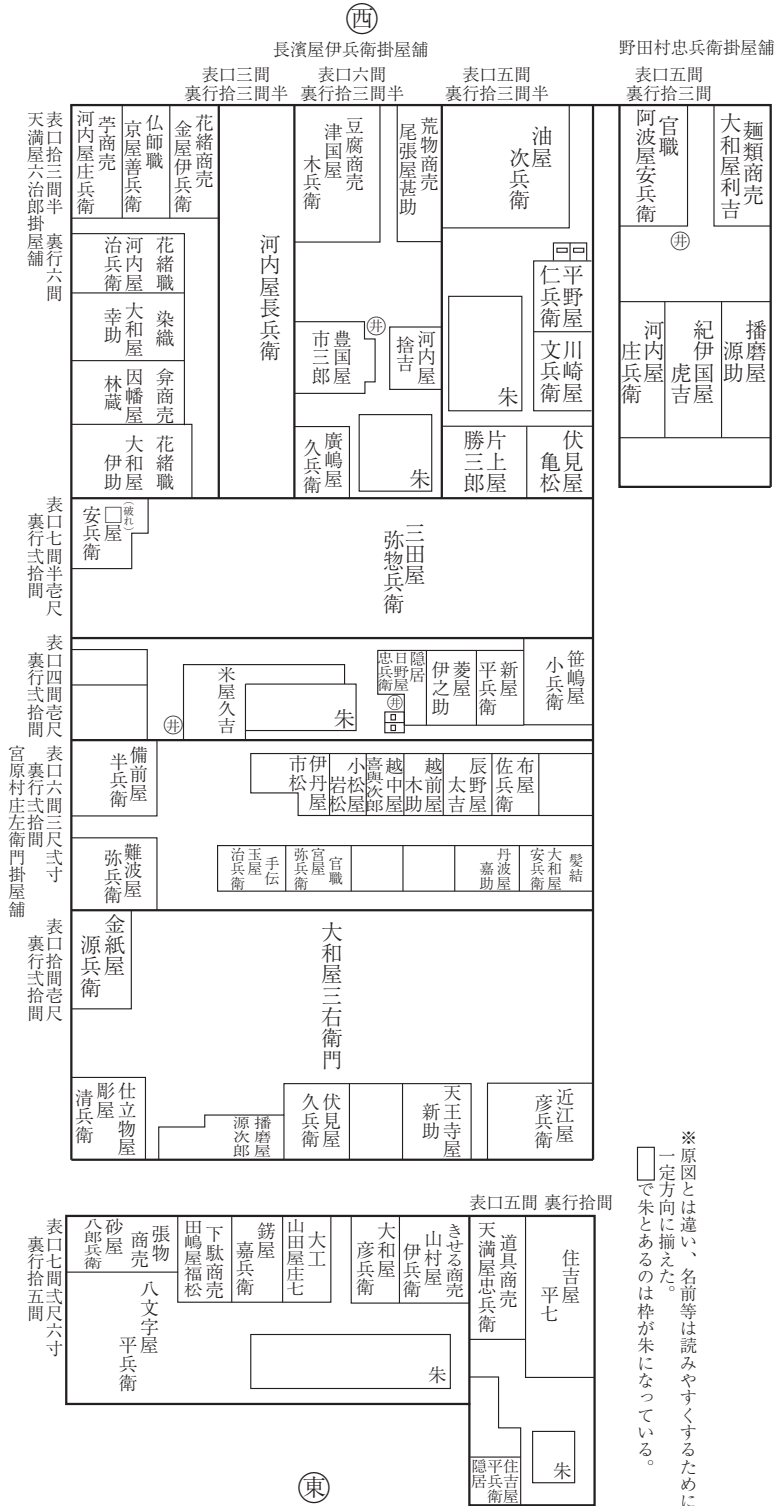 西
長濱屋伊兵衛掛屋舗
野田村忠兵衛掛屋舗
表口三間
裏行拾三間半
表口六間
裏行拾三間半
表口五間
裏行拾三間半
表口五間
裏行拾三間
麺類商売
大和屋利吉
官職
阿波屋安兵衛
井
播磨屋
源助
紀伊国屋
虎吉
河内屋
庄兵衛
油屋
次兵衛
平野屋
仁兵衛
川崎屋
文兵衛
朱
伏見屋
亀松
片上屋
勝三郎
荒物商売
尾張屋甚助
豆腐商売
津国屋
木兵衛
井
河内屋
捨吉
豊国屋
市三郎
朱
廣嶋屋
久兵衛
河内屋長兵衛
花緒商売
金屋伊兵衛
仏師職
京屋善兵衛
苧商売
河内屋庄兵衛
花緒職
河内屋
治兵衛
染織
大和屋
幸助
商売
因幡屋
林蔵
花緒職
大和屋
伊助
表口拾三間半 裏行六間
天満屋六治郎掛屋舗
三田屋
弥惣兵衛
(破れ)
□屋
安兵衛
表口七間半壱尺
裏行弐拾間
笹嶋屋
小兵衛
新屋
平兵衛
菱屋
伊之助
隠居
日野屋
忠兵衛
井
朱
米屋久吉
井
表口四間壱尺
裏行弐拾間
布屋
佐兵衛
辰野屋
太吉
越前屋
木助
越中屋
喜與次郎
小松屋
岩松
伊丹屋
市松
備前屋
半兵衛
髪結
大和屋
安兵衛
丹波屋
嘉助
官職
宮屋
弥兵衛
手伝
玉屋
治兵衛
難波屋
弥兵衛
表口六間三尺弐寸
裏行弐拾間
宮原村庄左衛門掛屋舗
大和屋三右衛門
金紙屋
源兵衛
近江屋
彦兵衛
天王寺屋
新助
伏見屋
久兵衛
播磨屋
源次郎
仕立物屋
彫屋
清兵衛
表口拾間壱尺
裏行弐拾間
※原図とは違い、名前等は読みやすくするために
一定方向に揃えた。
□で朱とあるのは枠が朱になっている。
表口五間 裏行拾間
住吉屋
平七
道具商売
天満屋忠兵衛
朱
住吉屋
平兵衛
隠居
きせる商売
山村屋
伊兵衛
大和屋
彦兵衛
大工
山田屋庄七
錺屋
嘉兵衛
下駄商売
田嶋屋福松
張物
商売
砂屋
八郎兵衛
八文字屋
平兵衛
朱
表口七間弐尺六寸
裏行拾五間
東